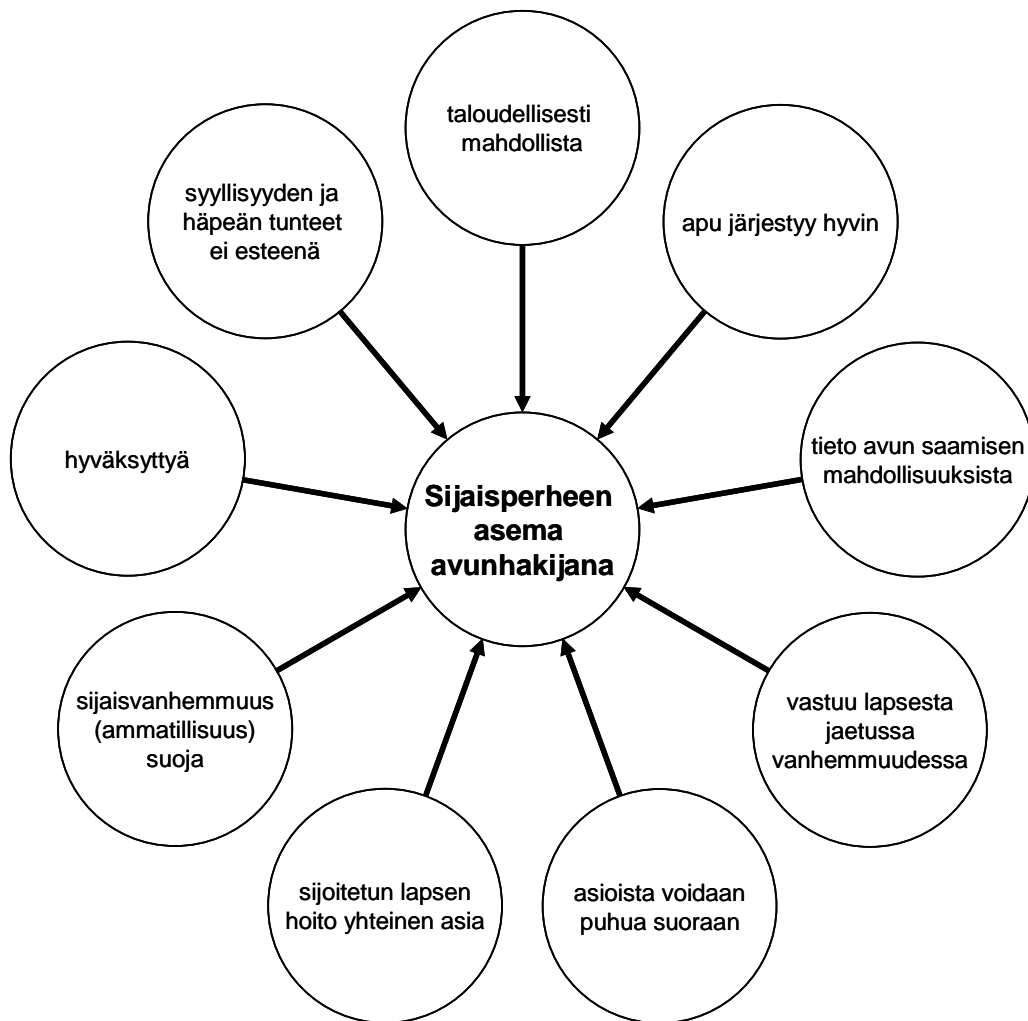 taloudellisesti
mahdollista
syyllisyyden ja
häpeän tunteet
ei esteenä
apu järjestyy hyvin
hyväksyttyä
tieto avun saamisen
mahdollisuuksista
Sijaisperheen
asema
avunhakijana
sijaisvanhemmuus
(ammatillisuus)
suoja
vastuu lapsesta
jaetussa
vanhemmuudessa
sijoitetun lapsen
hoito yhteinen asia
asioista voidaan
puhua suoraan